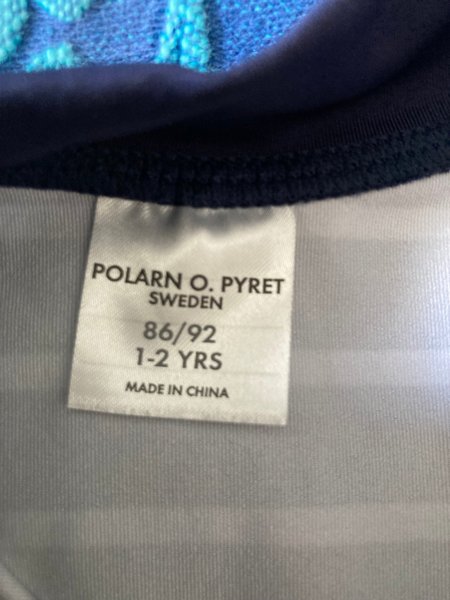 POLARN O. PYRET
SWEDEN
86/92
1-2 YRS
MADE IN CHINA